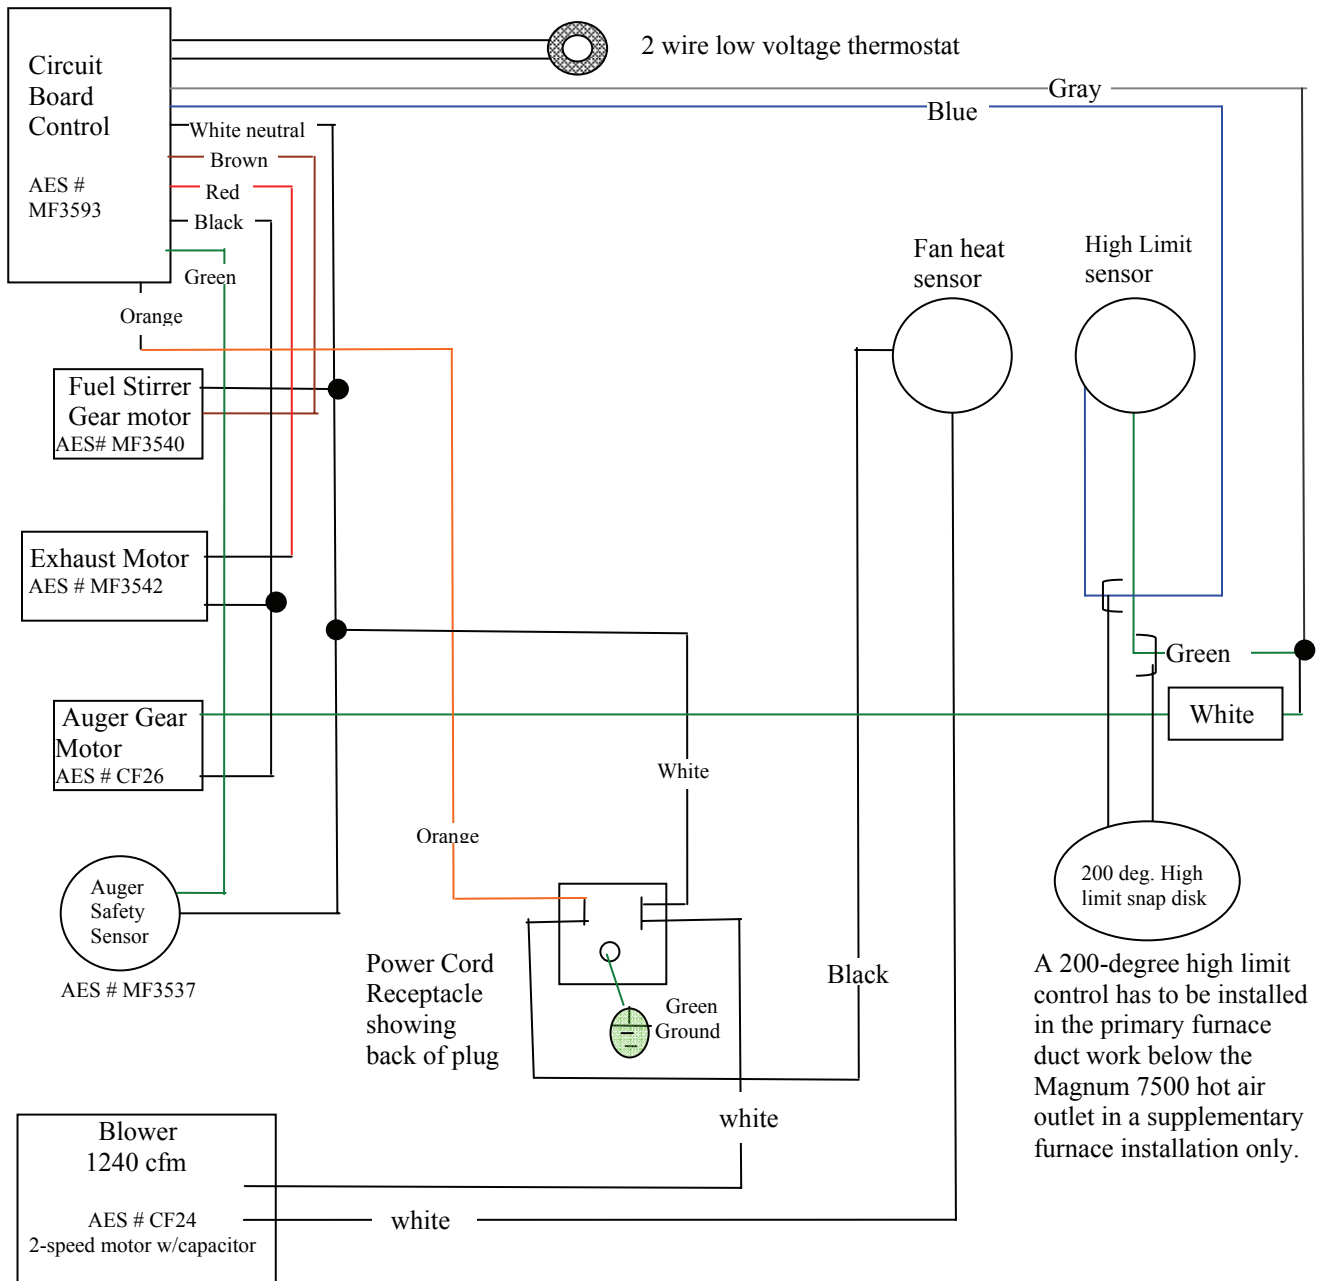 Circuit
Board
Control
AES #
MF3593
2 wire low voltage thermostat
Gray
Blue
White neutral
Brown
Red
Black
Green
Orange
Fan heat
sensor
High Limit
sensor
Fuel Stirrer
Gear motor
AES# MF3540
Exhaust Motor
AES # MF3542
Green
Auger Gear
Motor
AES # CF26
White
White
Orange
Auger
Safety
Sensor
AES # MF3537
200 deg. High
limit snap disk
Power Cord
Receptacle
showing
back of plug
Green
Ground
Black
A 200-degree high limit
control has to be installed
in the primary furnace
duct work below the
Magnum 7500 hot air
outlet in a supplementary
furnace installation only.
white
Blower
1240 cfm
AES # CF24
2-speed motor w/capacitor
white